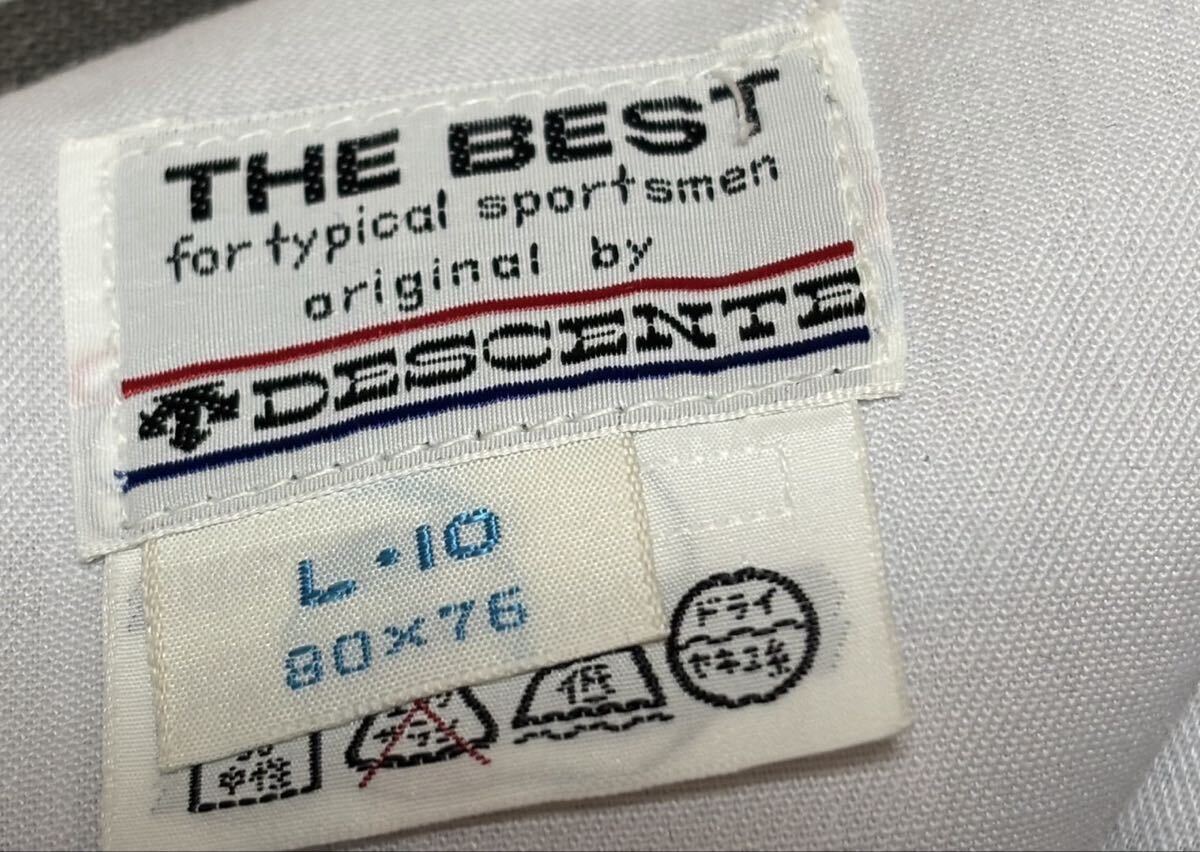 THE BEST
for typical sportsmen
original by
DESCENTE
L・10
80×76
ドライ
セキユ系
低
中性